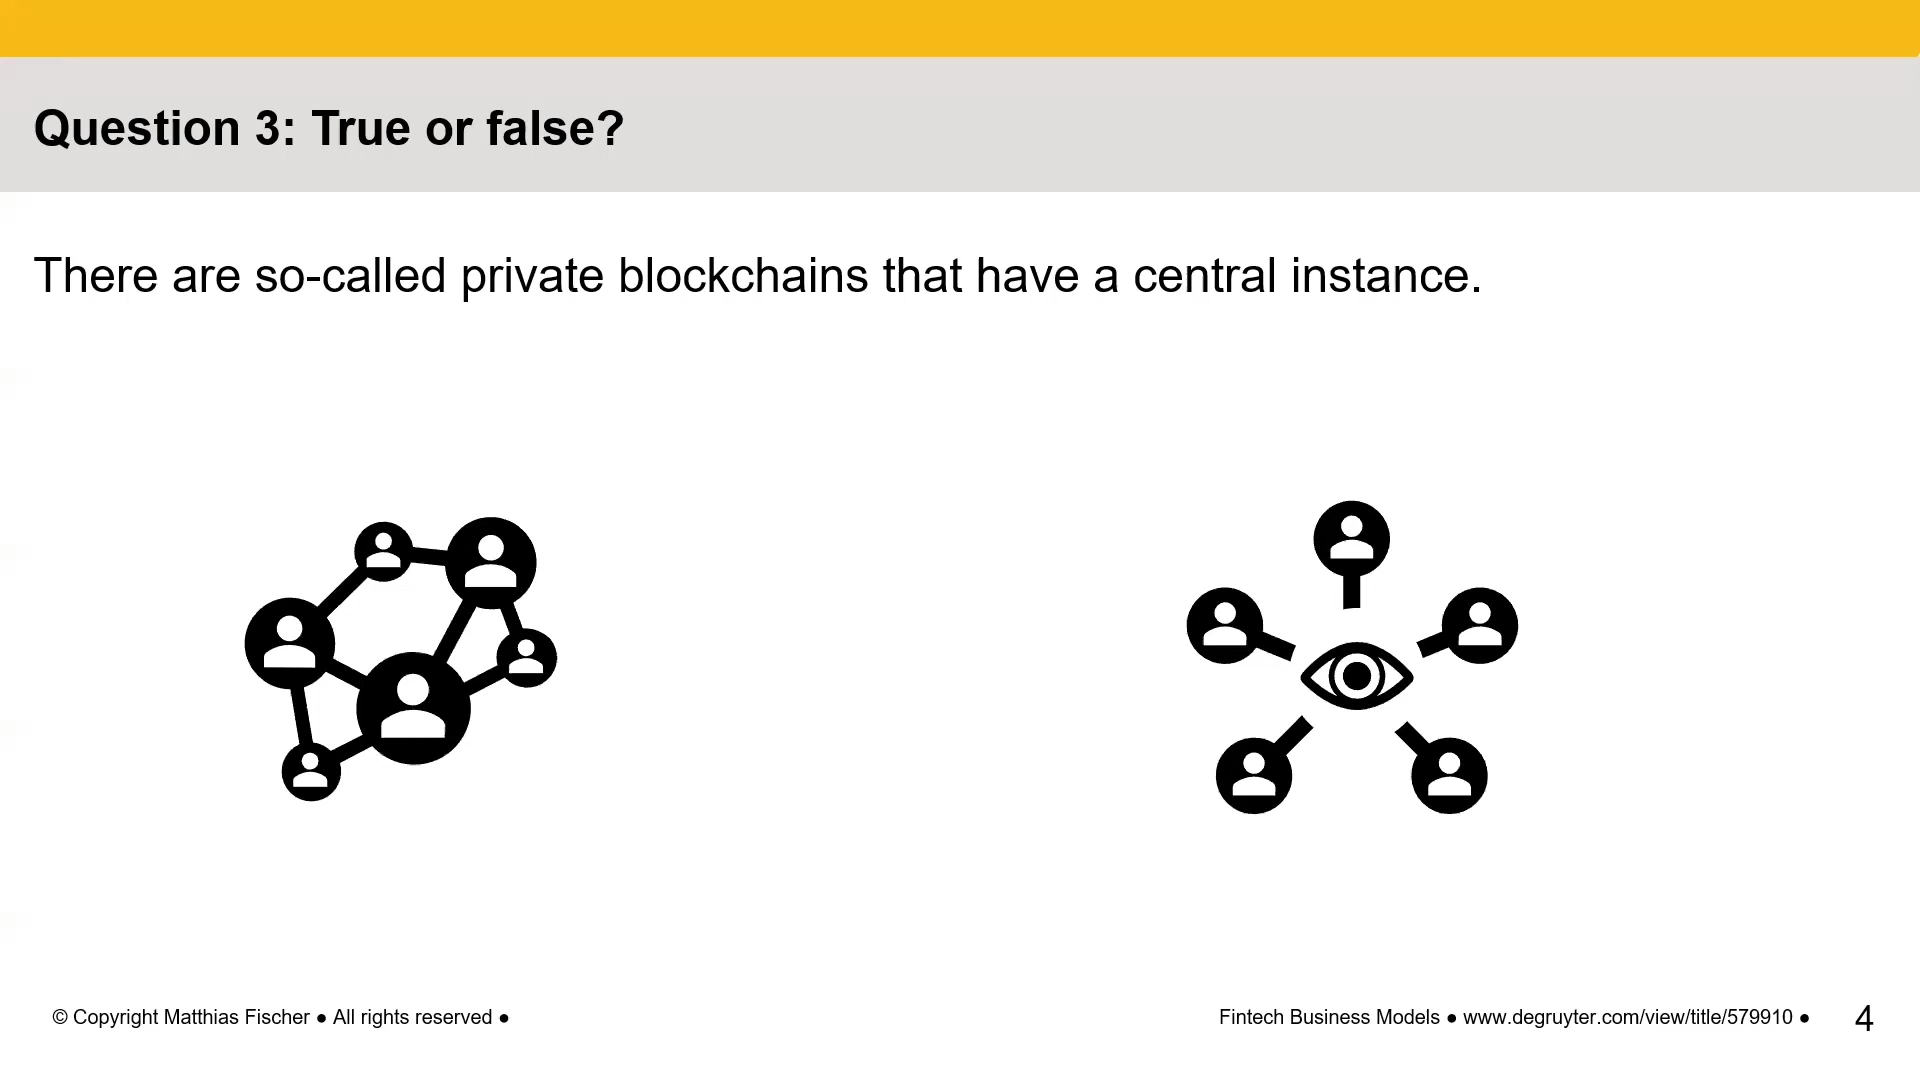 Question 3: True or false?
There are so-called private blockchains that have a central instance.
© Copyright Matthias Fischer ● All rights reserved ●
Fintech Business Models ● www.degruyter.com/view/title/579910 ●
4